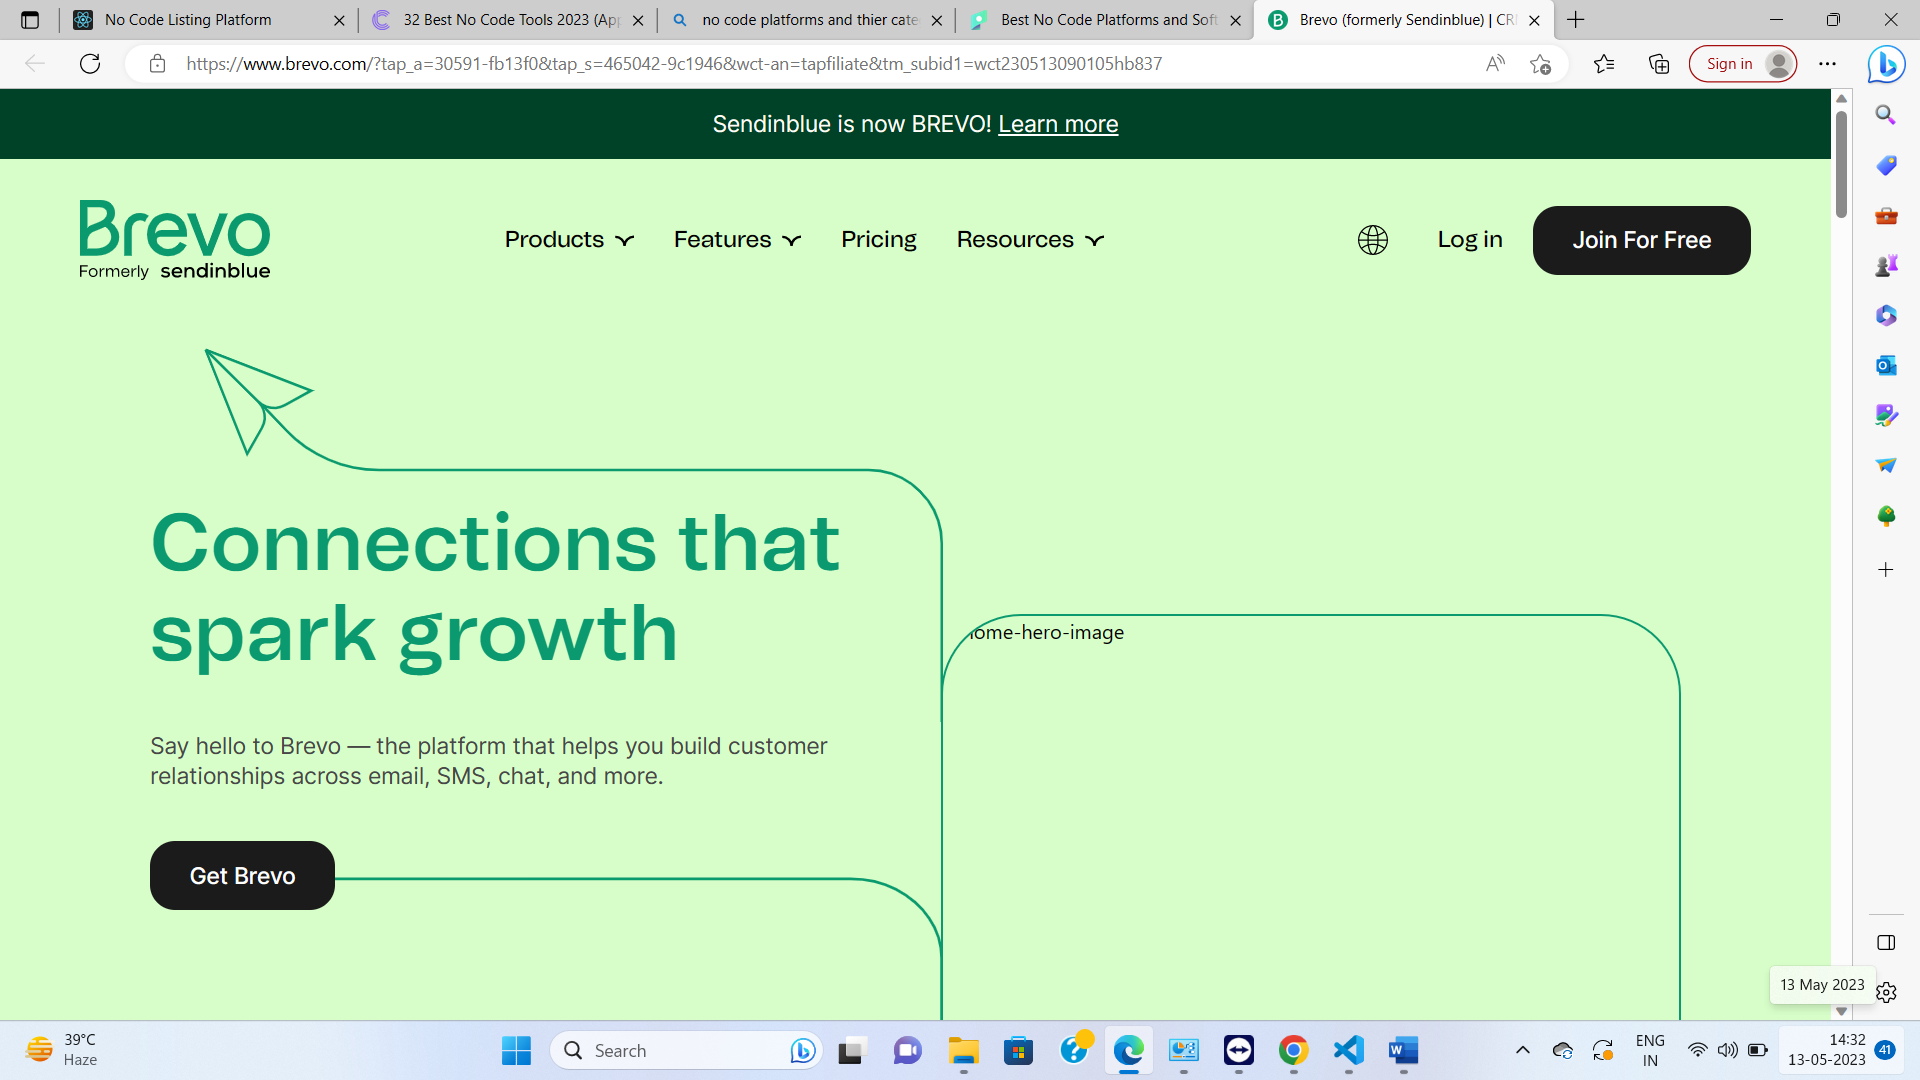 No Code Listing Platform
32 Best No Code Tools 2023 (App
no code platforms and thier cate
Best No Code Platforms and Soft
Brevo (formerly Sendinblue) | CR
https://www.brevo.com/?tap_a=30591-fb13f0&tap_s=465042-9c1946&wct-an=tapfiliate&tm_subid1=wct230513090105hb837
Sign in
Sendinblue is now BREVO! Learn more
Brevo
Formerly sendinblue
Products
Features
Pricing
Resources
Log in
Join For Free
Connections that
spark growth
ome-hero-image
Say hello to Brevo — the platform that helps you build customer
relationships across email, SMS, chat, and more.
Get Brevo
13 May 2023
39°C
Haze
Search
ENG
IN
14:32
13-05-2023
41